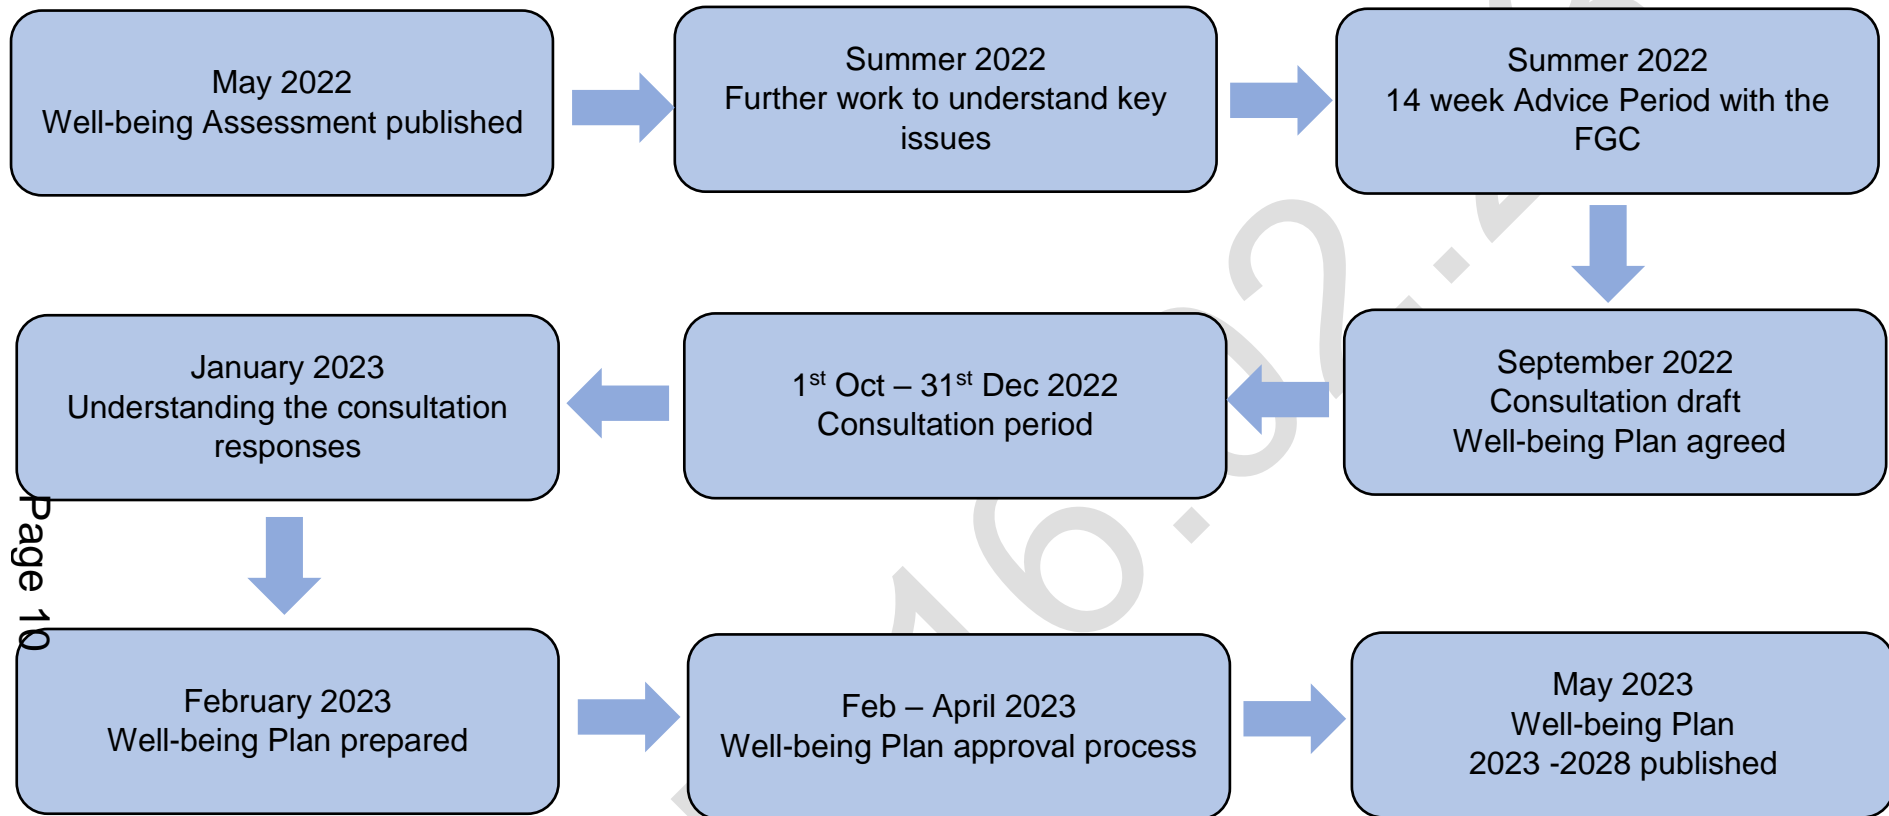 May 2022
Well-being Assessment published
Summer 2022
Further work to understand key
issues
Summer 2022
14 week Advice Period with the
FGC
September 2022
Consultation draft
Well-being Plan agreed
1st Oct – 31st Dec 2022
Consultation period
January 2023
Understanding the consultation
responses
February 2023
Well-being Plan prepared
Feb – April 2023
Well-being Plan approval process
May 2023
Well-being Plan
2023 -2028 published
Page 10
16.02.